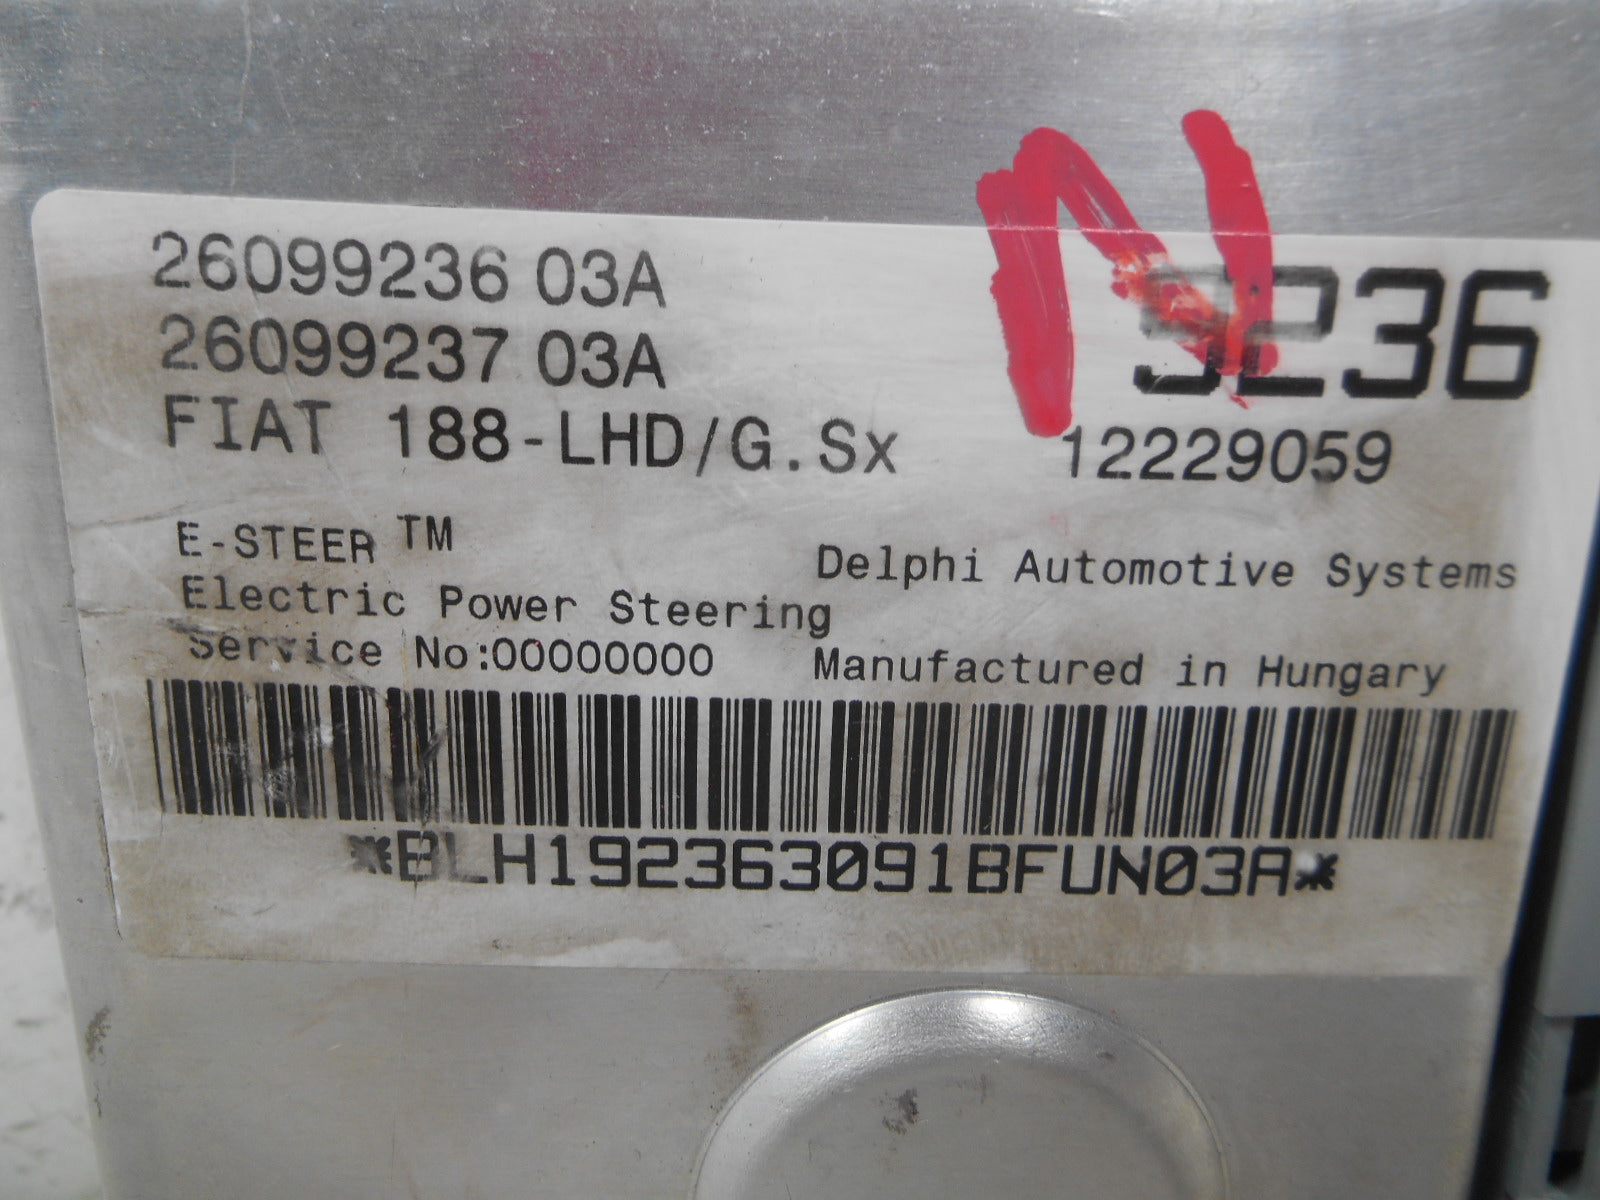 N
26099236 03A
9236
26099237 03A
FIAT 188-LHD/G.Sx
12229059
E-STEER TM
Delphi Automotive Systems
Electric Power Steering
Service No:00000000
Manufactured in Hungary
*BLH192363091BFUN03A*